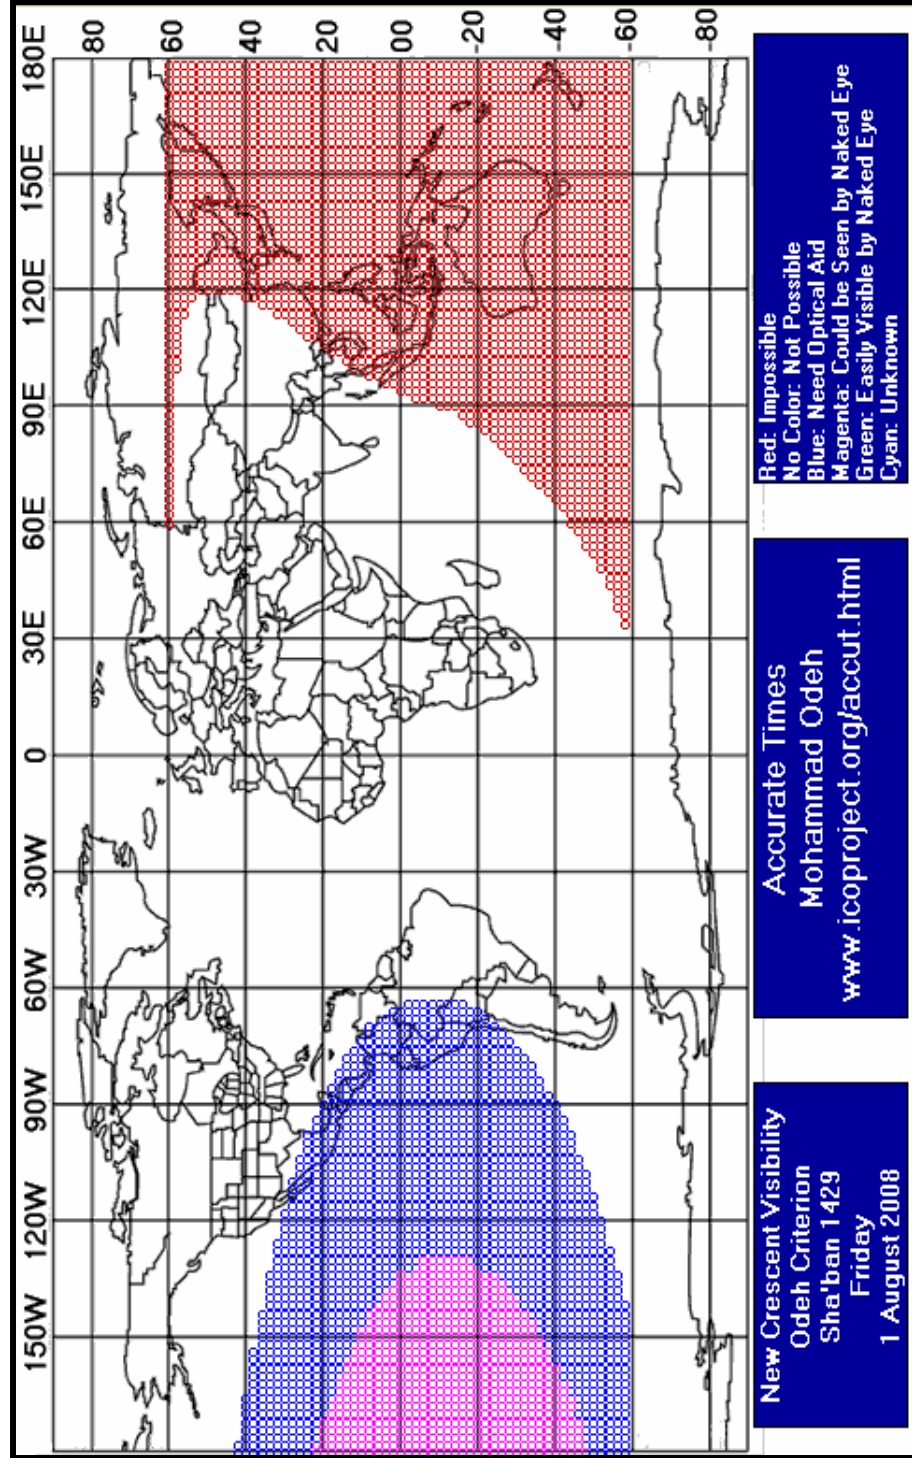 180E
150E
120E
90E
60E
30E
0
30W
60W
90W
120W
150W
80
60
40
20
00
-20
-40
-60
-80
New Crescent Visibility
Odeh Criterion
Sha'ban 1429
Friday
1 August 2008
Accurate Times
Mohammad Odeh
www.icoproject.org/accut.html
Red: Impossible
No Color: Not Possible
Blue: Need Optical Aid
Magenta: Could be Seen by Naked Eye
Green: Easily Visible by Naked Eye
Cyan: Unknown